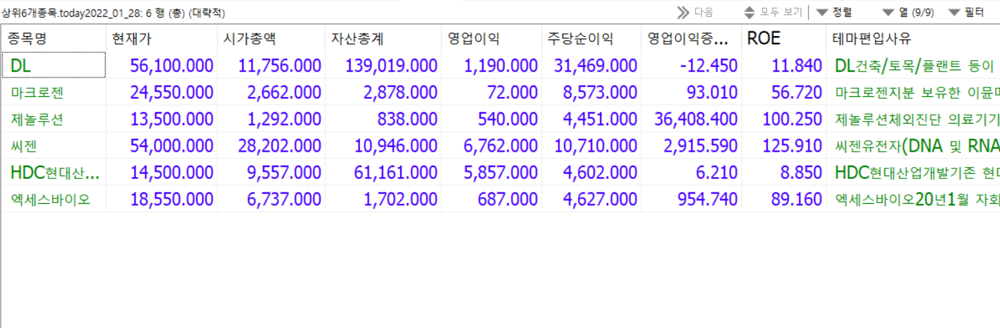 상위6개종목.today2022_01_28: 6 행 (총) (대략적) 다음 모두 보기 정렬 열 (9/9) 필터
종목명 현재가 시가총액 자산총계 영업이익 주당순이익 영업이익증... ROE 테마편입사유
DL 56,100.000 11,756.000 139,019.000 1,190.000 31,469.000 -12.450 11.840 DL건축/토목/플랜트 등이
마크로젠 24,550.000 2,662.000 2,878.000 72.000 8,573.000 93.010 56.720 마크로젠지분 보유한
제놀루션 13,500.000 1,292.000 838.000 540.000 4,451.000 36,408.400 100.250 제놀루션체외진단 의료기기
씨젠 54,000.000 28,202.000 10,946.000 6,762.000 10,710.000 2,915.590 125.910 씨젠유전자(DNA 및 RNA
HDC현대산... 14,500.000 9,557.000 61,161.000 5,857.000 4,602.000 6.210 8.850 HDC현대산업개발기존
엑세스바이오 18,550.000 6,737.000 1,702.000 687.000 4,627.000 954.740 89.160 엑세스바이오20년1월